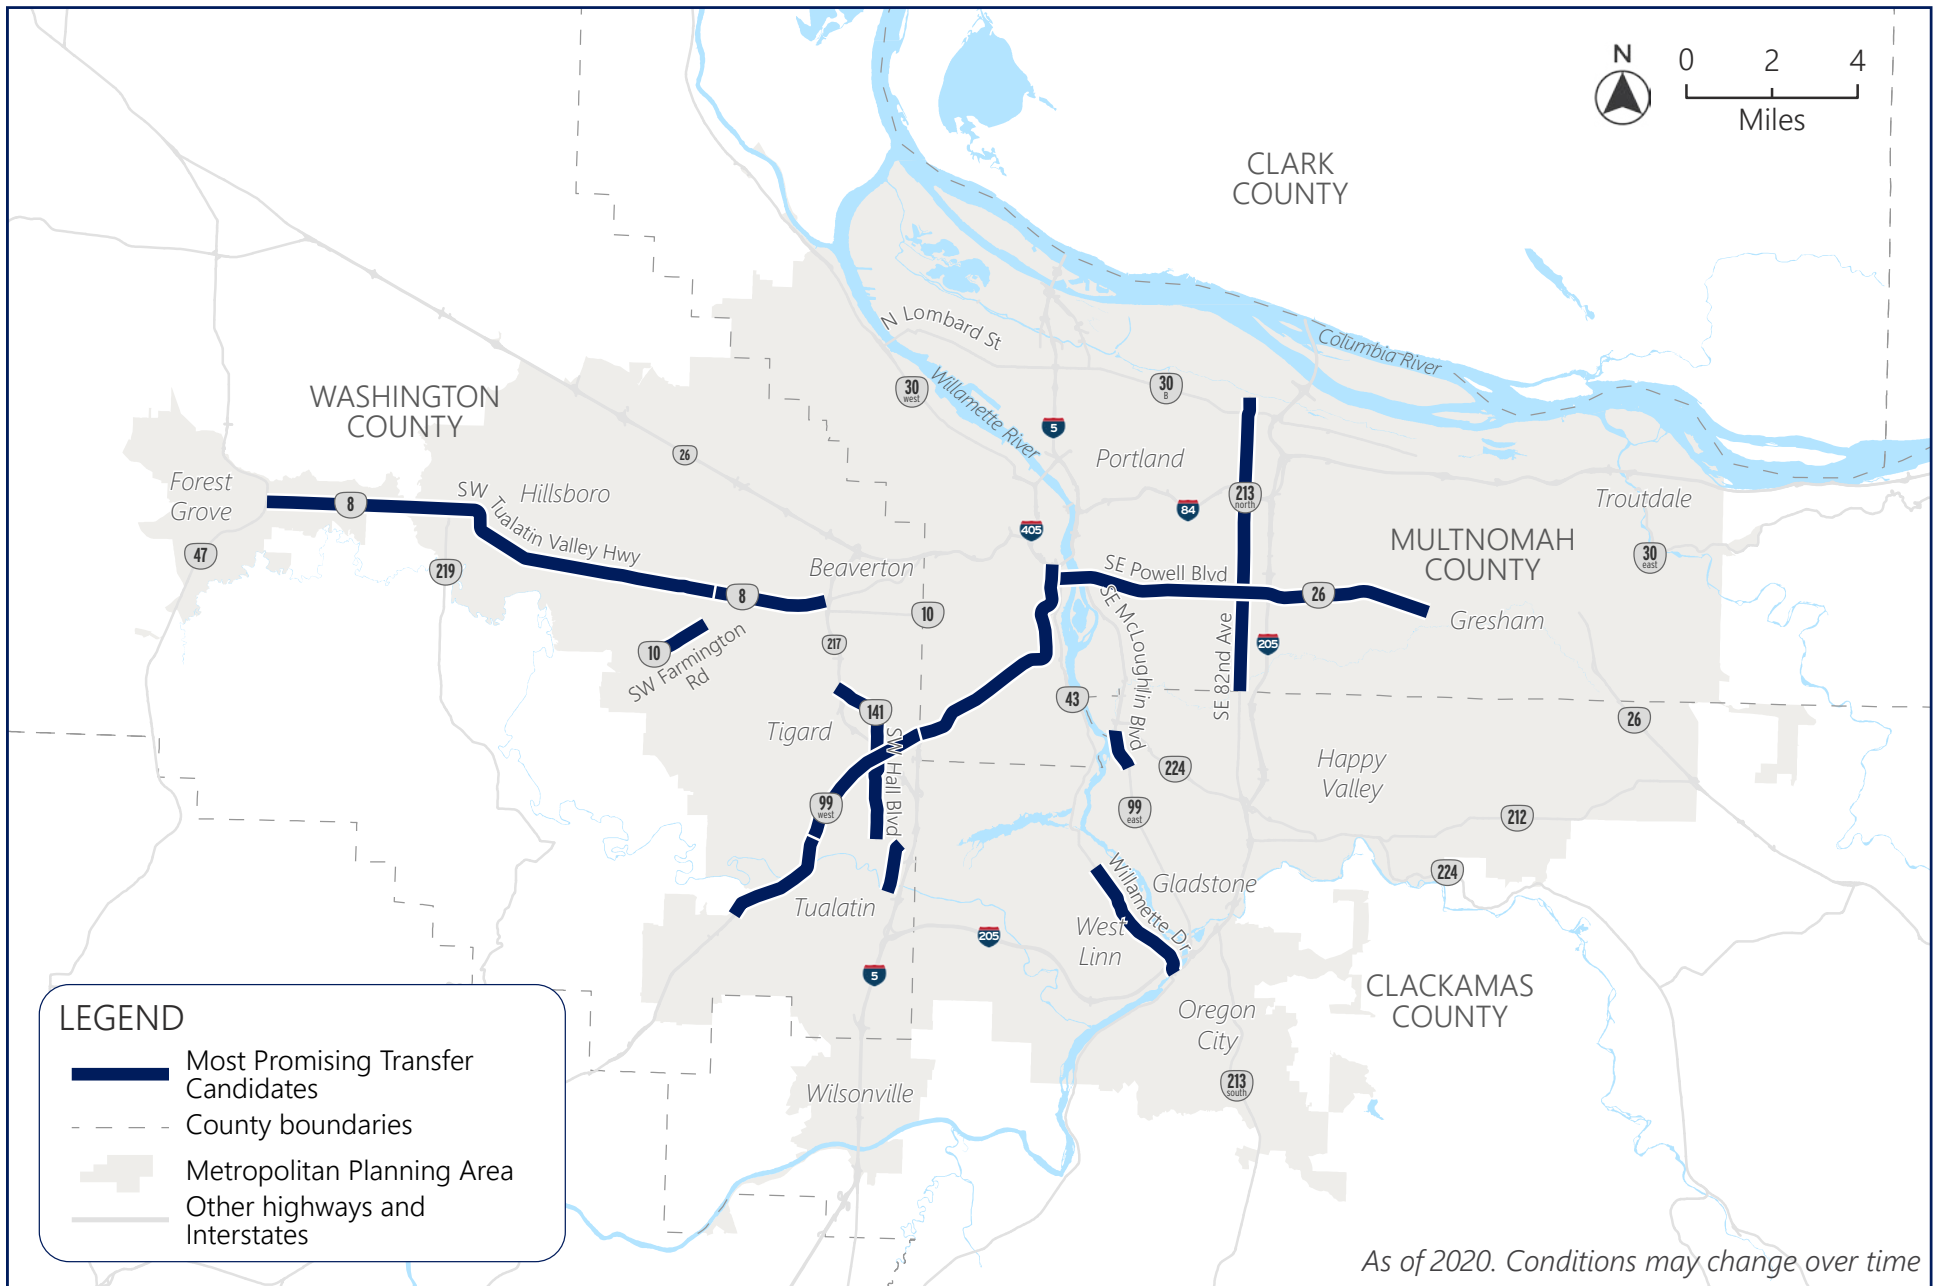 N
0 2 4
Miles
CLARK
COUNTY
N Lombard St
Columbia River
30
west
Willamette River
30
B
5
WASHINGTON
COUNTY
26
Portland
Forest
Grove
8
SW Tualatin Valley Hwy
Hillsboro
213
north
84
Troutdale
405
MULTNOMAH
COUNTY
47
219
Beaverton
SE Powell Blvd
30
east
8
10
26
Gresham
SE McLoughlin Blvd
SE 82nd Ave
205
10
SW Farmington
Rd
217
43
141
26
Tigard
SW Hall Blvd
224
Happy
Valley
99
west
99
east
212
Willamette Dr
Gladstone
224
Tualatin
West
Linn
205
5
CLACKAMAS
COUNTY
Oregon
City
213
south
Wilsonville
LEGEND
Most Promising Transfer
Candidates
County boundaries
Metropolitan Planning Area
Other highways and
Interstates
As of 2020. Conditions may change over time